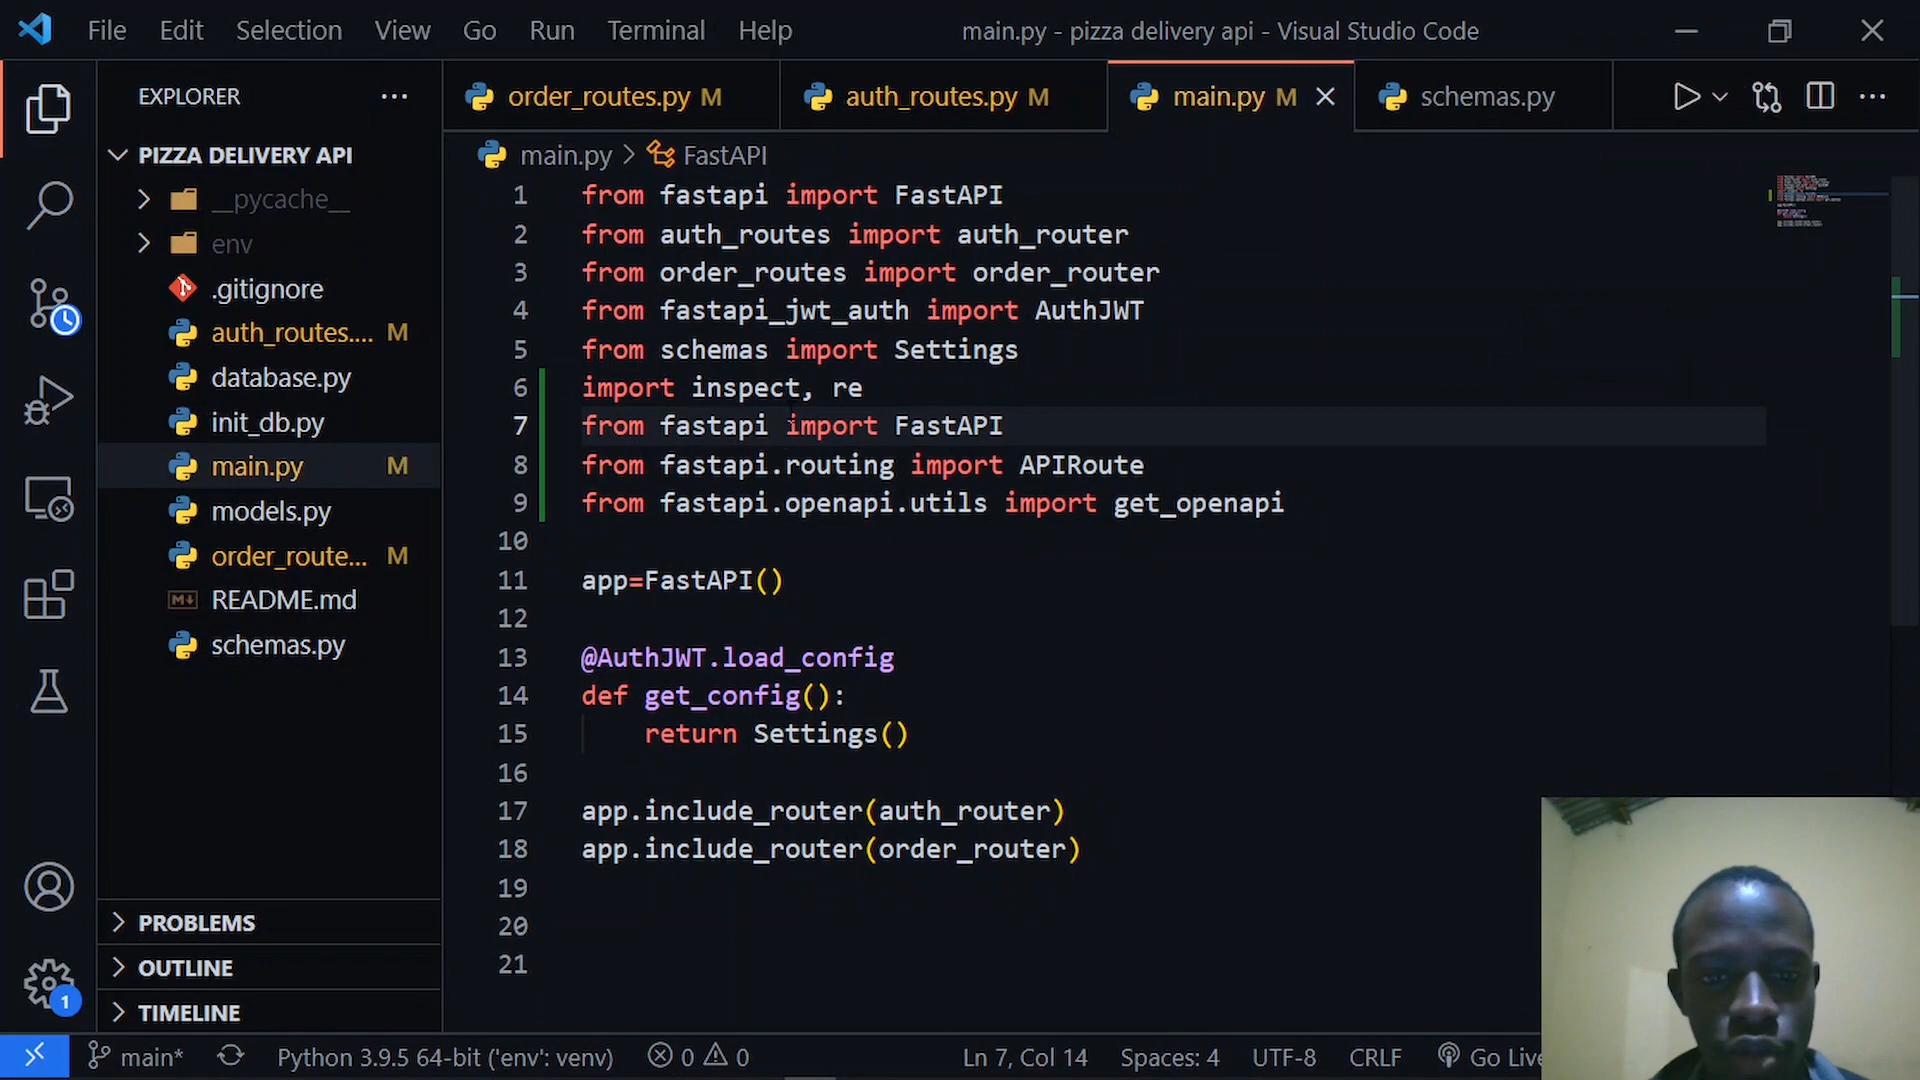 File Edit Selection View Go Run Terminal Help
main.py - pizza delivery api - Visual Studio Code
EXPLORER
order_routes.py M
auth_routes.py M
main.py M
schemas.py
PIZZA DELIVERY API
__pycache__
env
.gitignore
auth_routes.... M
database.py
init_db.py
main.py M
models.py
order_route... M
README.md
schemas.py
PROBLEMS
OUTLINE
TIMELINE
main.py > FastAPI
1 from fastapi import FastAPI
2 from auth_routes import auth_router
3 from order_routes import order_router
4 from fastapi_jwt_auth import AuthJWT
5 from schemas import Settings
6 import inspect, re
7 from fastapi import FastAPI
8 from fastapi.routing import APIRoute
9 from fastapi.openapi.utils import get_openapi
10
11 app=FastAPI()
12
13 @AuthJWT.load_config
14 def get_config():
15 return Settings()
16
17 app.include_router(auth_router)
18 app.include_router(order_router)
19
20
21
1
main* Python 3.9.5 64-bit ('env': venv) 0 0 Ln 7, Col 14 Spaces: 4 UTF-8 CRLF Go Live